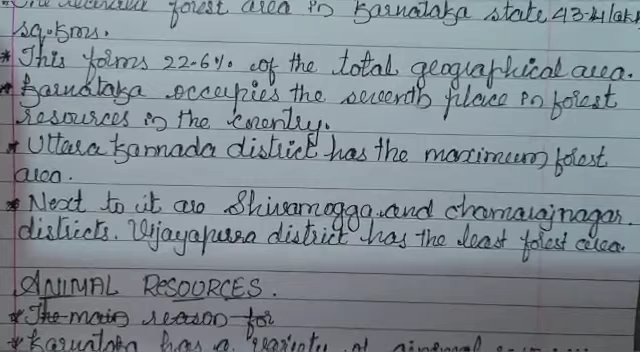 forest area in Karnataka state 43.4 lakh
sq.kms.
* This forms 22.6% of the total geographical area.
* Karnataka occupies the seventh place in forest
resources in the country.
* Uttara Kannada district has the maximum forest
area.
* Next to it are Shivamogga and chamarajnagar
districts. Vijayapura district has the least forest area.
ANIMAL RESOURCES.
* The main reason for
* Karnataka has a variety of animal